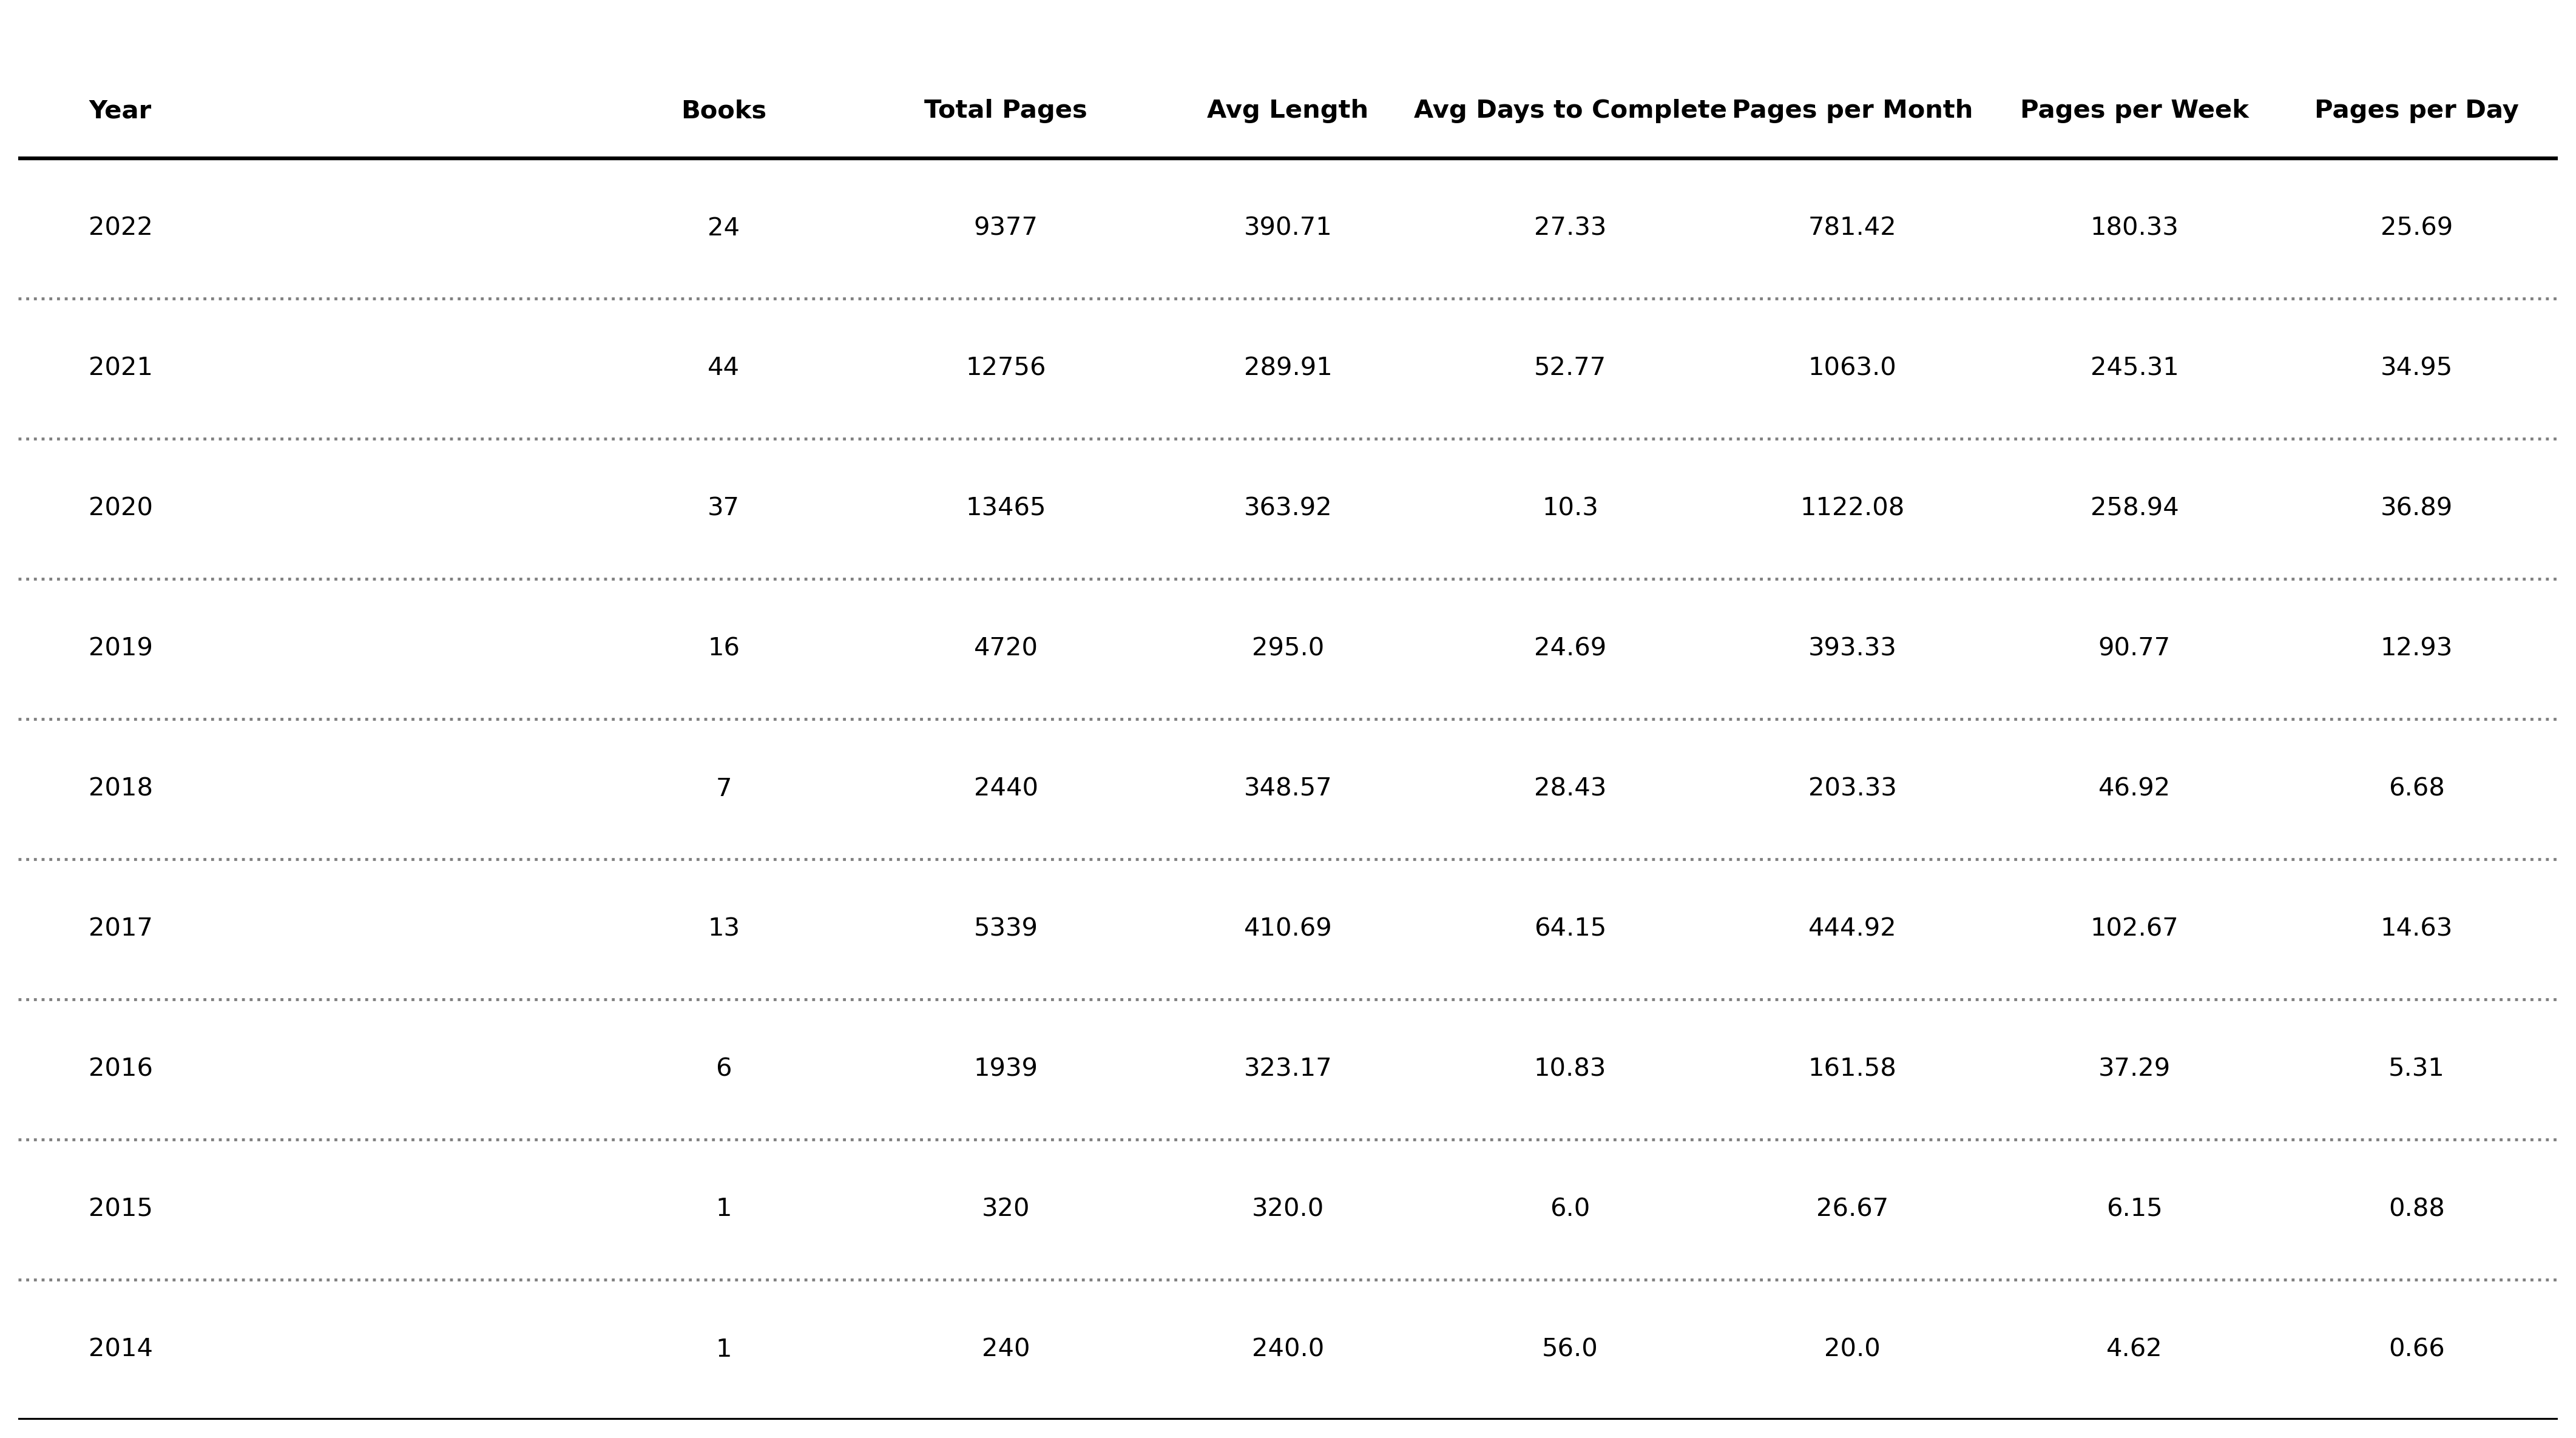 Year Books Total Pages Avg Length Avg Days to Complete Pages per Month Pages per Week Pages per Day
2022 24 9377 390.71 27.33 781.42 180.33 25.69
2021 44 12756 289.91 52.77 1063.0 245.31 34.95
2020 37 13465 363.92 10.3 1122.08 258.94 36.89
2019 16 4720 295.0 24.69 393.33 90.77 12.93
2018 7 2440 348.57 28.43 203.33 46.92 6.68
2017 13 5339 410.69 64.15 444.92 102.67 14.63
2016 6 1939 323.17 10.83 161.58 37.29 5.31
2015 1 320 320.0 6.0 26.67 6.15 0.88
2014 1 240 240.0 56.0 20.0 4.62 0.66